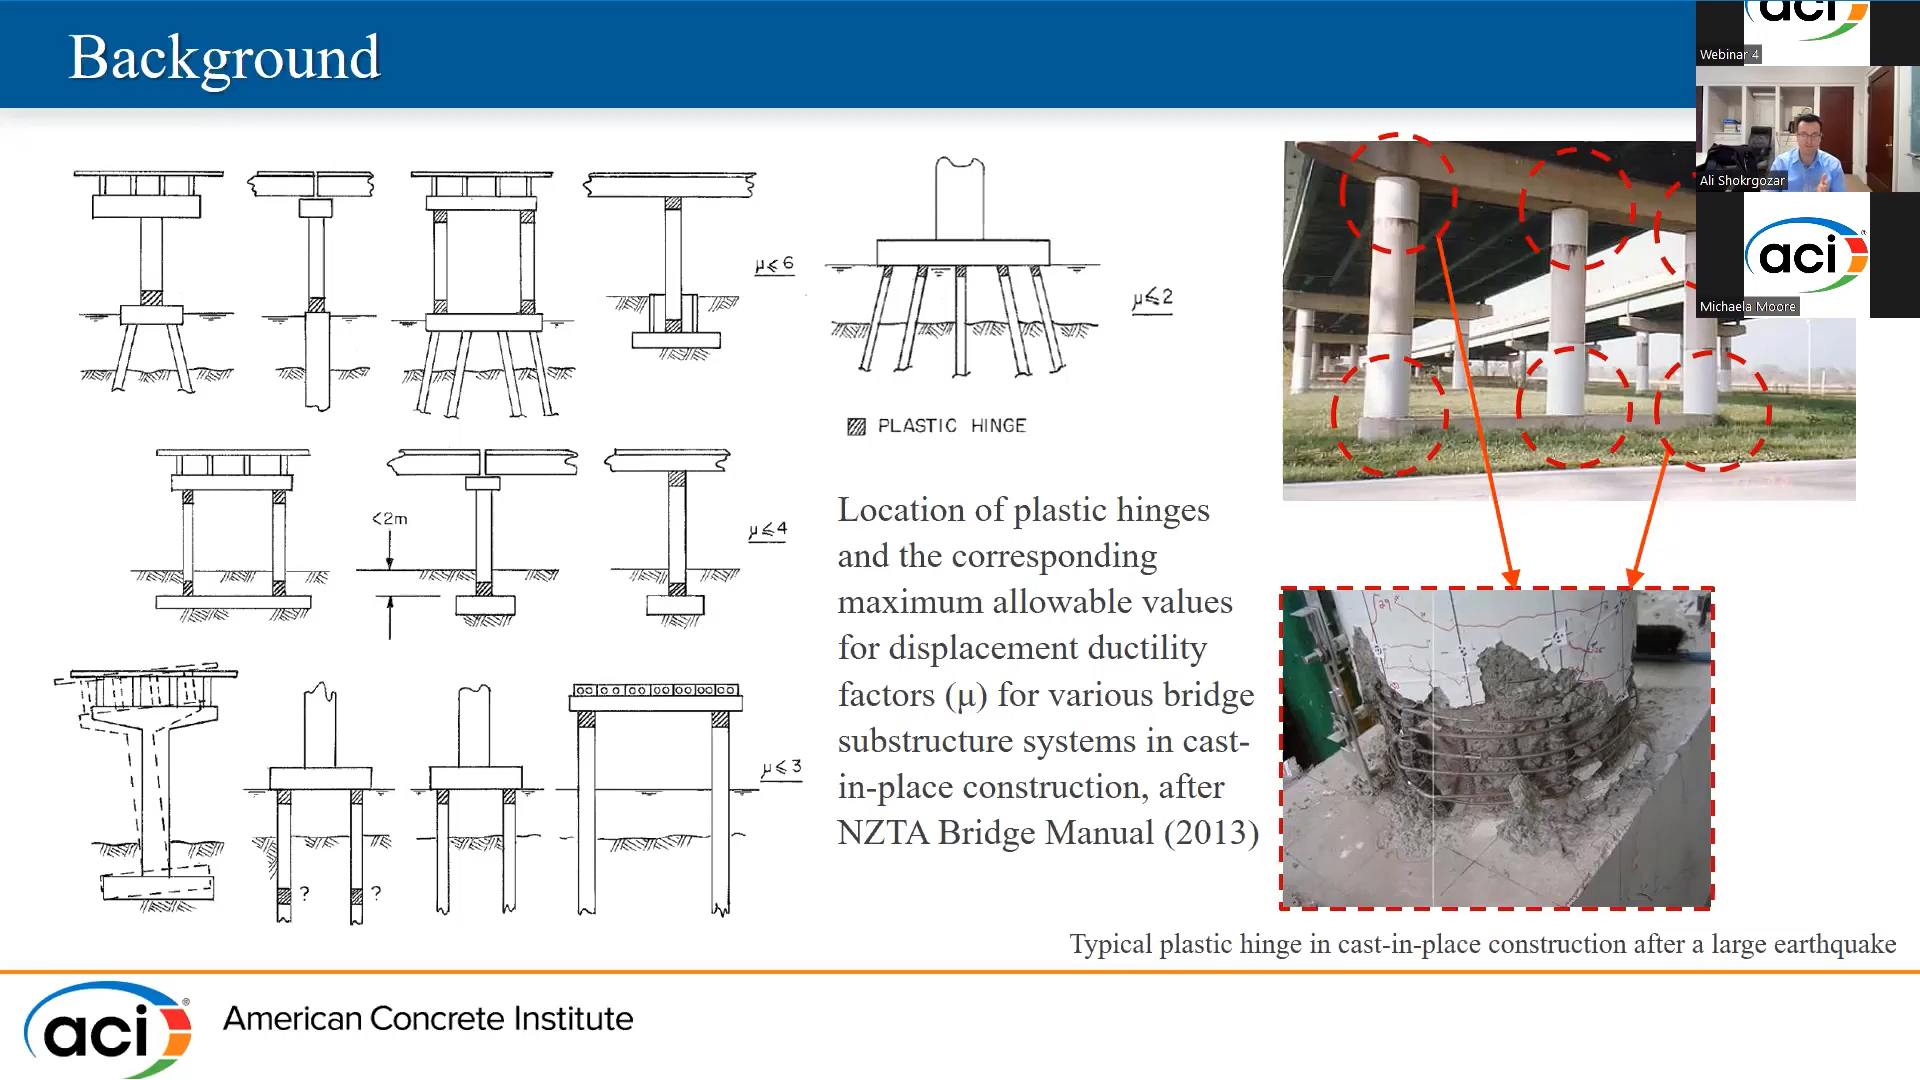 Background
aci
Webinar 4
Ali Shokrgozar
aci
Michaela Moore
μ⩽6
μ⩽2
PLASTIC HINGE
<2m
μ⩽4
μ⩽3
?
?
Location of plastic hinges
and the corresponding
maximum allowable values
for displacement ductility
factors (μ) for various bridge
substructure systems in cast-
in-place construction, after
NZTA Bridge Manual (2013)
Typical plastic hinge in cast-in-place construction after a large earthquake
aci®
American Concrete Institute